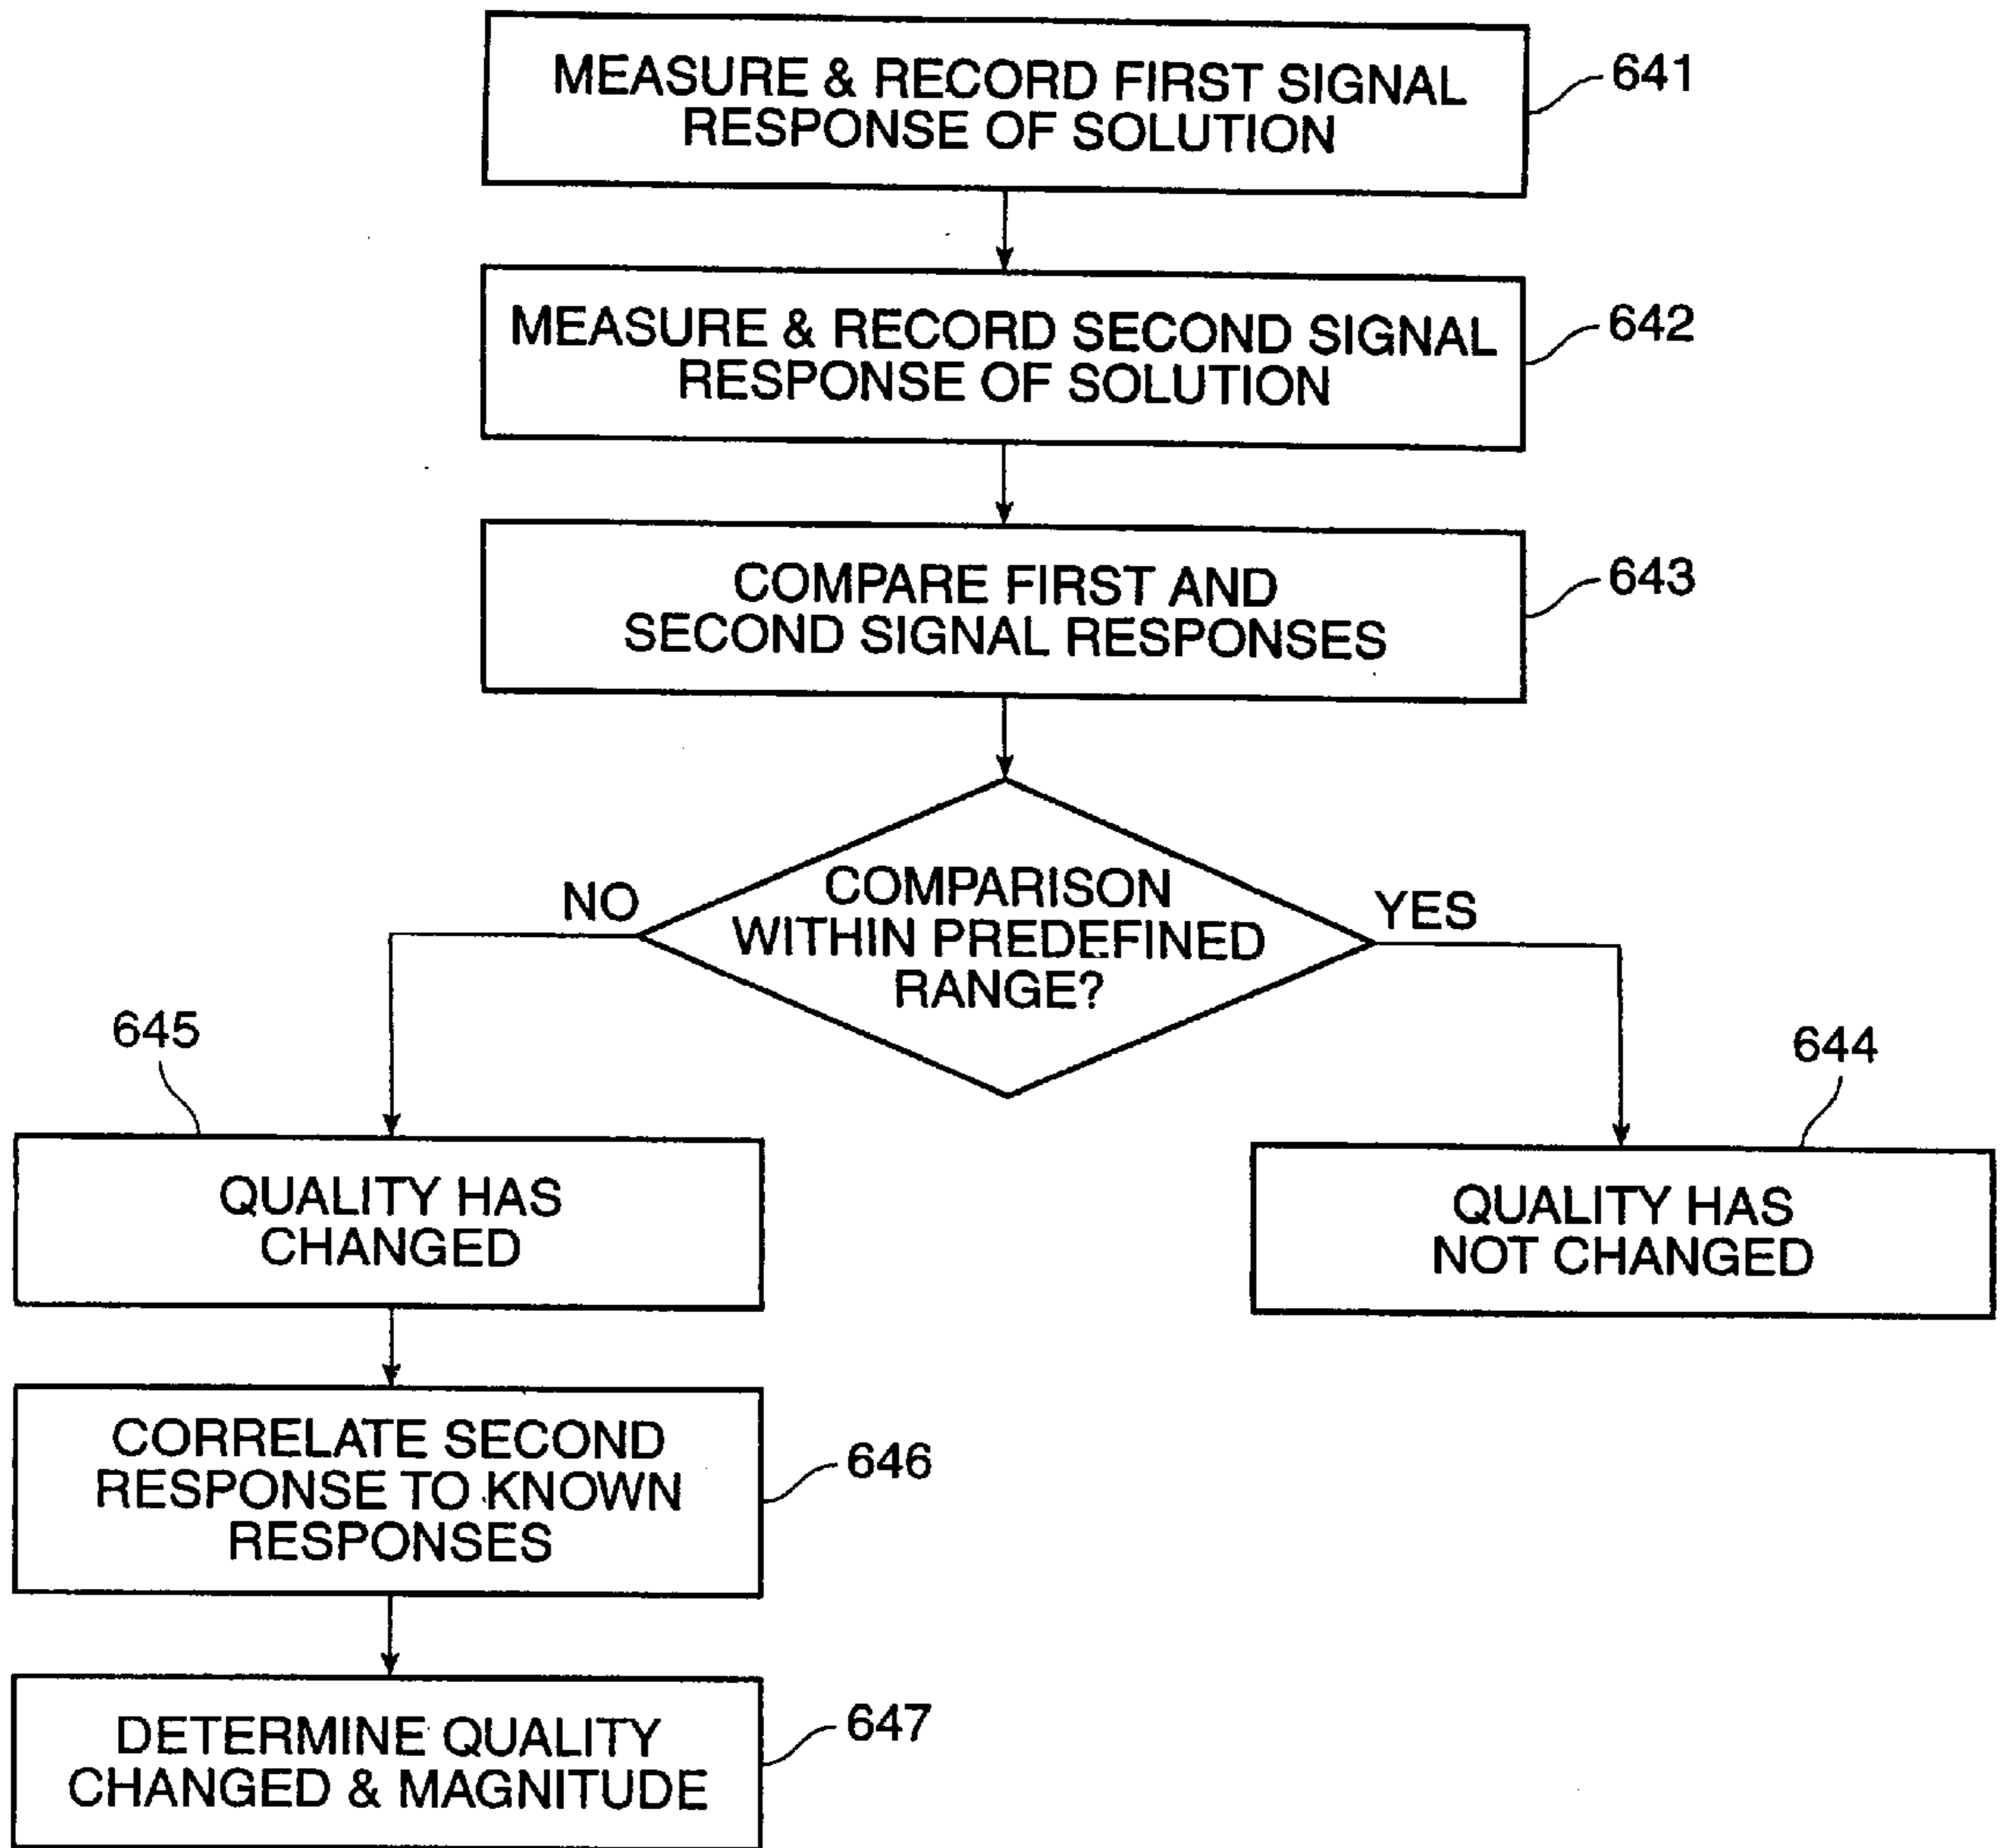 MEASURE & RECORD FIRST SIGNAL
RESPONSE OF SOLUTION
641
MEASURE & RECORD SECOND SIGNAL
RESPONSE OF SOLUTION
642
COMPARE FIRST AND
SECOND SIGNAL RESPONSES
643
COMPARISON
WITHIN PREDEFINED
RANGE?
NO
YES
645
QUALITY HAS
CHANGED
644
QUALITY HAS
NOT CHANGED
CORRELATE SECOND
RESPONSE TO KNOWN
RESPONSES
646
DETERMINE QUALITY
CHANGED & MAGNITUDE
647